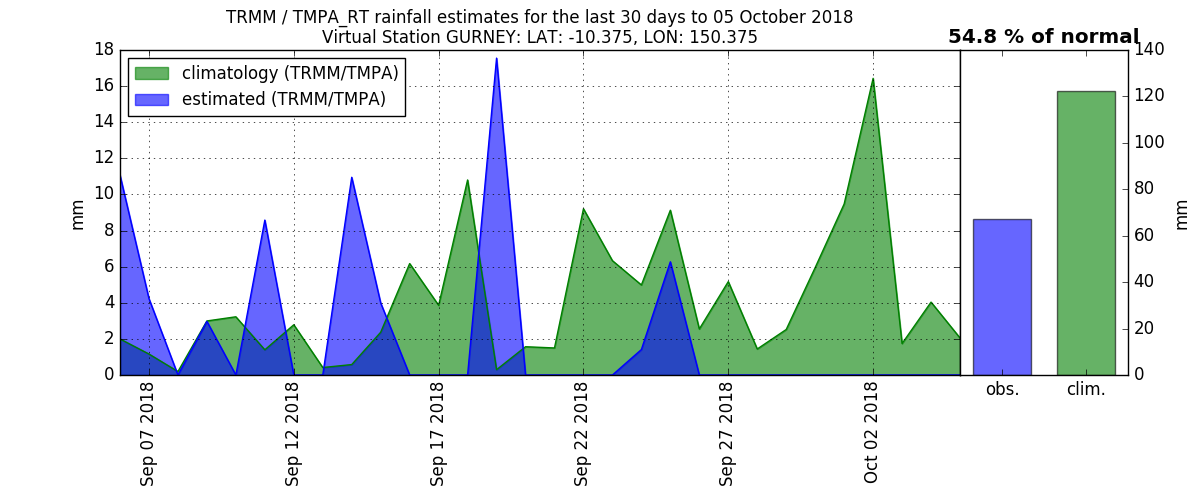 TRMM / TMPA_RT rainfall estimates for the last 30 days to 05 October 2018
Virtual Station GURNEY: LAT: -10.375, LON: 150.375
54.8 % of normal
climatology (TRMM/TMPA)
estimated (TRMM/TMPA)
mm
18
16
14
12
10
8
6
4
2
0
Sep 07 2018
Sep 12 2018
Sep 17 2018
Sep 22 2018
Sep 27 2018
Oct 02 2018
obs.
clim.
140
120
100
80
60
40
20
0
mm